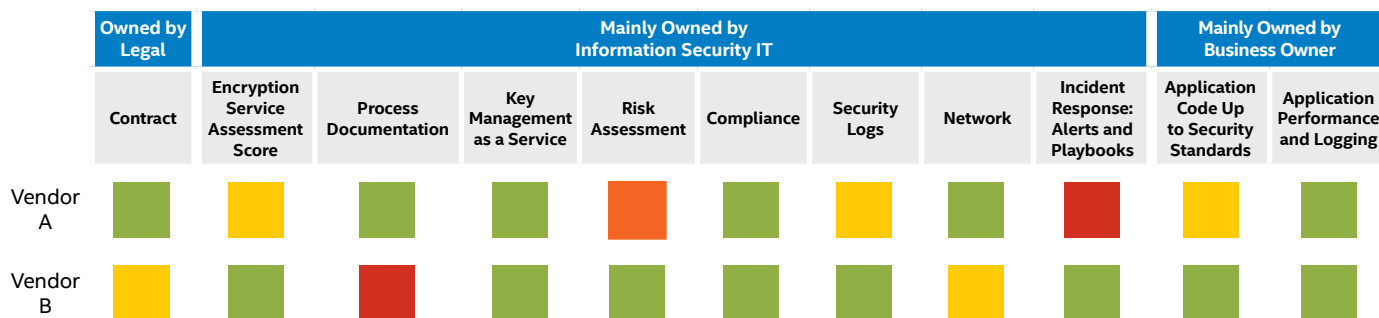 Owned by
Legal
Mainly Owned by
Information Security IT
Mainly Owned by
Business Owner
Contract
Encryption
Service
Assessment
Score
Process
Documentation
Key
Management
as a Service
Risk
Assessment
Compliance
Security
Logs
Network
Incident
Response:
Alerts and
Playbooks
Application
Code Up
to Security
Standards
Application
Performance
and Logging
Vendor
A
Vendor
B